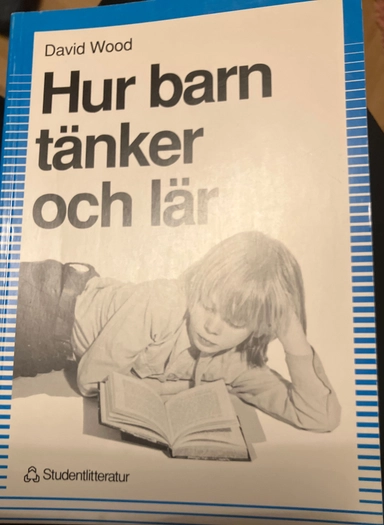 David Wood
Hur barn
tänker
och lär
Studentlitteratur